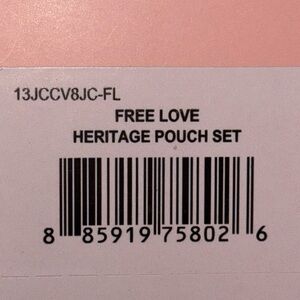 13JCCV8JC-FL
FREE LOVE
HERITAGE POUCH SET
8 85919 75802 6